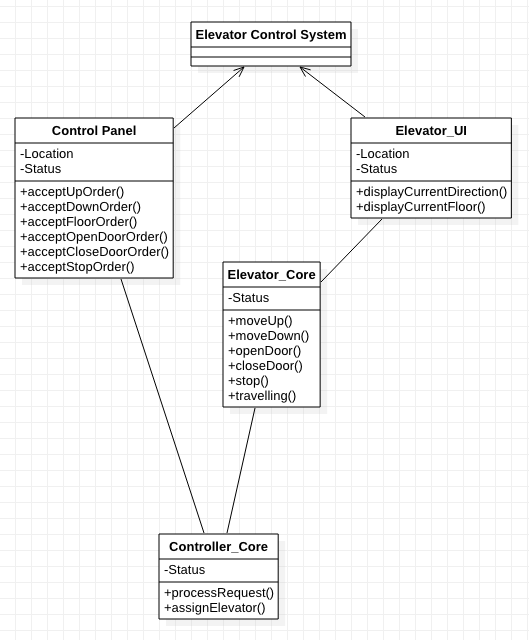 Elevator Control System
Control Panel
-Location
-Status
+acceptUpOrder()
+acceptDownOrder()
+acceptFloorOrder()
+acceptOpenDoorOrder()
+acceptCloseDoorOrder()
+acceptStopOrder()
Elevator_UI
-Location
-Status
+displayCurrentDirection()
+displayCurrentFloor()
Elevator_Core
-Status
+moveUp()
+moveDown()
+openDoor()
+closeDoor()
+stop()
+travelling()
Controller_Core
-Status
+processRequest()
+assignElevator()